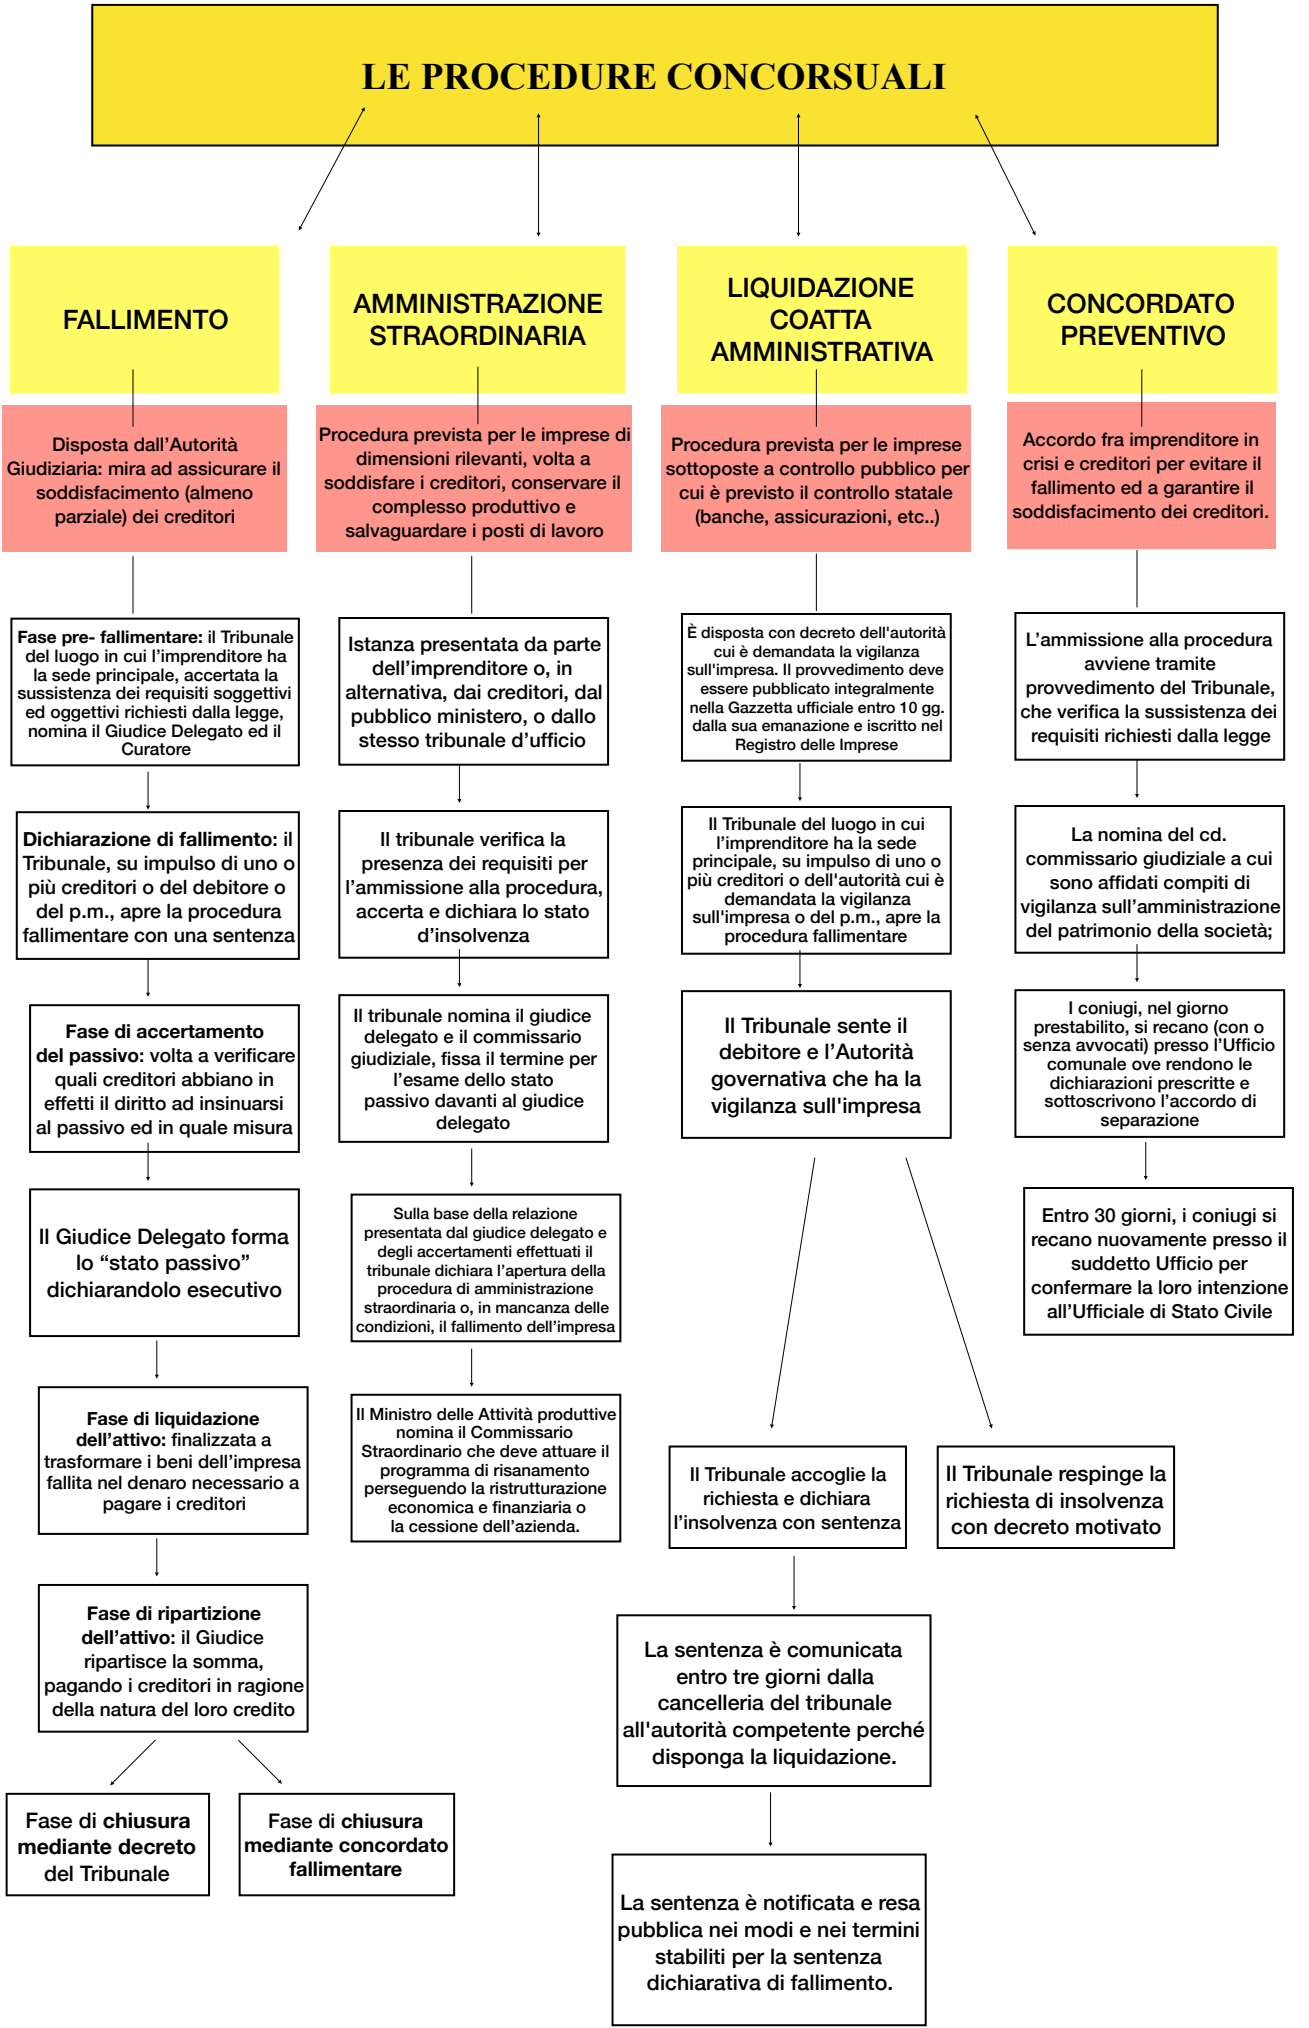 LE PROCEDURE CONCORSUALI
FALLIMENTO
Disposta dall'Autorità
Giudiziaria: mira ad assicurare il
soddisfacimento (almeno
parziale) dei creditori
Fase pre- fallimentare: il Tribunale
del luogo in cui l'imprenditore ha
la sede principale, accertata la
sussistenza dei requisiti soggettivi
ed oggettivi richiesti dalla legge,
nomina il Giudice Delegato ed il
Curatore
Dichiarazione di fallimento: il
Tribunale, su impulso di uno o
più creditori o del debitore o
del p.m., apre la procedura
fallimentare con una sentenza
Fase di accertamento
del passivo: volta a verificare
quali creditori abbiano in
effetti il diritto ad insinuarsi
al passivo ed in quale misura
Il Giudice Delegato forma
lo “stato passivo”
dichiarandolo esecutivo
Fase di liquidazione
dell'attivo: finalizzata a
trasformare i beni dell'impresa
fallita nel denaro necessario a
pagare i creditori
Fase di ripartizione
dell'attivo: il Giudice
ripartisce la somma,
pagando i creditori in ragione
della natura del loro credito
Fase di chiusura
mediante decreto
del Tribunale
Fase di chiusura
mediante concordato
fallimentare
AMMINISTRAZIONE
STRAORDINARIA
Procedura prevista per le imprese di
dimensioni rilevanti, volta a
soddisfare i creditori, conservare il
complesso produttivo e
salvaguardare i posti di lavoro
Istanza presentata da parte
dell'imprenditore o, in
alternativa, dai creditori, dal
pubblico ministero, o dallo
stesso tribunale d'ufficio
Il tribunale verifica la
presenza dei requisiti per
l'ammissione alla procedura,
accerta e dichiara lo stato
d'insolvenza
Il tribunale nomina il giudice
delegato e il commissario
giudiziale, fissa il termine per
l'esame dello stato
passivo davanti al giudice
delegato
Sulla base della relazione
presentata dal giudice delegato e
degli accertamenti effettuati il
tribunale dichiara l'apertura della
procedura di amministrazione
straordinaria o, in mancanza delle
condizioni, il fallimento dell'impresa
Il Ministro delle Attività produttive
nomina il Commissario
Straordinario che deve attuare il
programma di risanamento
perseguendo la ristrutturazione
economica e finanziaria o
la cessione dell'azienda.
LIQUIDAZIONE
COATTA
AMMINISTRATIVA
Procedura prevista per le imprese
sottoposte a controllo pubblico per
cui è previsto il controllo statale
(banche, assicurazioni, etc..)
È disposta con decreto dell'autorità
cui è demandata la vigilanza
sull'impresa. Il provvedimento deve
essere pubblicato integralmente
nella Gazzetta ufficiale entro 10 gg.
dalla sua emanazione e iscritto nel
Registro delle Imprese
Il Tribunale del luogo in cui
l'imprenditore ha la sede
principale, su impulso di uno o
più creditori o dell'autorità cui è
demandata la vigilanza
sull'impresa o del p.m., apre la
procedura fallimentare
Il Tribunale sente il
debitore e l'Autorità
governativa che ha la
vigilanza sull'impresa
Il Tribunale accoglie la
richiesta e dichiara
l'insolvenza con sentenza
Il Tribunale respinge la
richiesta di insolvenza
con decreto motivato
La sentenza è comunicata
entro tre giorni dalla
cancelleria del tribunale
all'autorità competente perché
disponga la liquidazione.
La sentenza è notificata e resa
pubblica nei modi e nei termini
stabiliti per la sentenza
dichiarativa di fallimento.
CONCORDATO
PREVENTIVO
Accordo fra imprenditore in
crisi e creditori per evitare il
fallimento ed a garantire il
soddisfacimento dei creditori.
L'ammissione alla procedura
avviene tramite
provvedimento del Tribunale,
che verifica la sussistenza dei
requisiti richiesti dalla legge
La nomina del cd.
commissario giudiziale a cui
sono affidati compiti di
vigilanza sull'amministrazione
del patrimonio della società;
I coniugi, nel giorno
prestabilito, si recano (con o
senza avvocati) presso l'Ufficio
comunale ove rendono le
dichiarazioni prescritte e
sottoscrivono l'accordo di
separazione
Entro 30 giorni, i coniugi si
recano nuovamente presso il
suddetto Ufficio per
confermare la loro intenzione
all'Ufficiale di Stato Civile